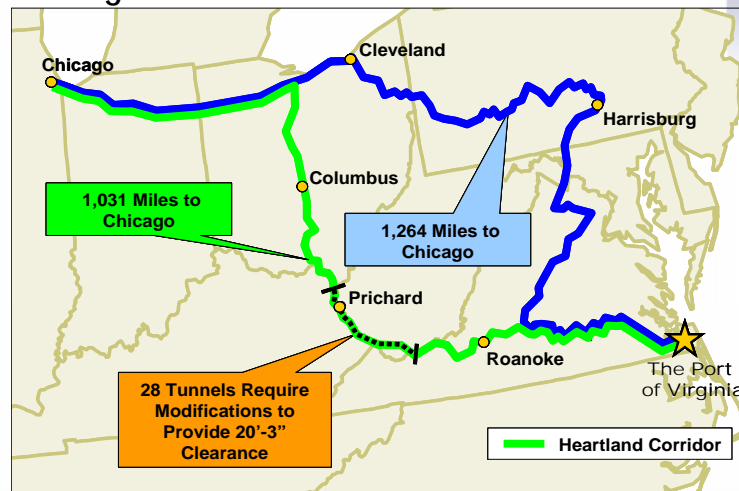 Cleveland
Chicago
Harrisburg
Columbus
1,031 Miles to
Chicago
1,264 Miles to
Chicago
Prichard
Roanoke
The Port
of Virginia
28 Tunnels Require
Modifications to
Provide 20'-3”
Clearance
Heartland Corridor